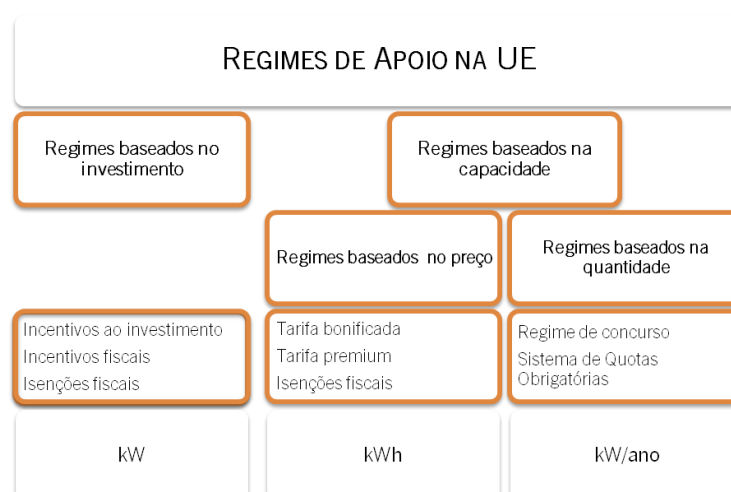 REGIMES DE APOIO NA UE
Regimes baseados no
investimento
Regimes baseados na
capacidade
Regimes baseados no preço
Regimes baseados na
quantidade
Incentivos ao investimento
Incentivos fiscais
Isenções fiscais
Tarifa bonificada
Tarifa premium
Isenções fiscais
Regime de concurso
Sistema de Quotas
Obrigatórias
kW
kWh
kW/ano